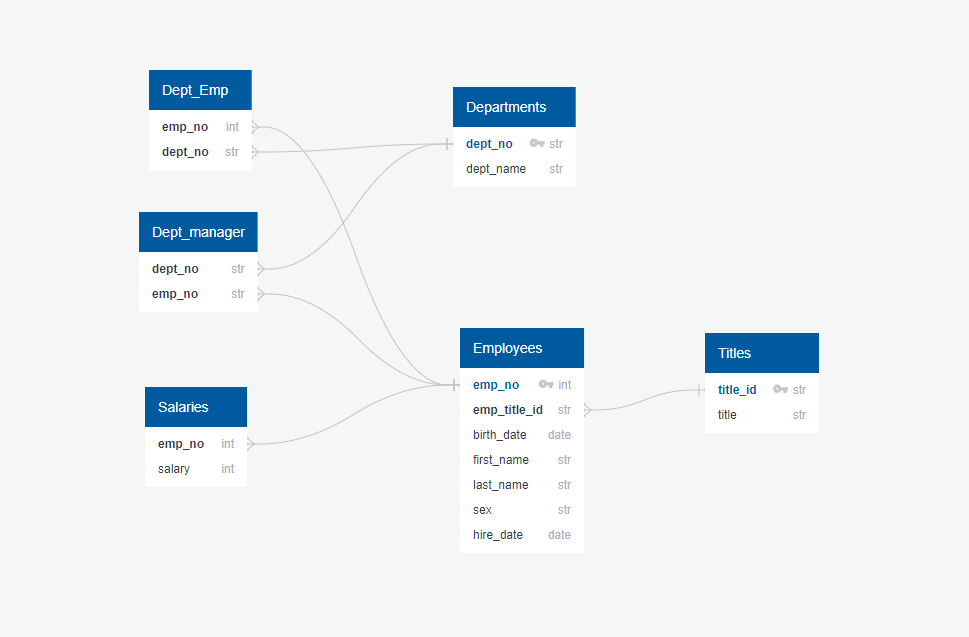 Dept_Emp
emp_no int
dept_no str
Departments
dept_no str
dept_name str
Dept_manager
dept_no str
emp_no str
Employees
emp_no int
emp_title_id str
birth_date date
first_name str
last_name str
sex str
hire_date date
Titles
title_id str
title str
Salaries
emp_no int
salary int